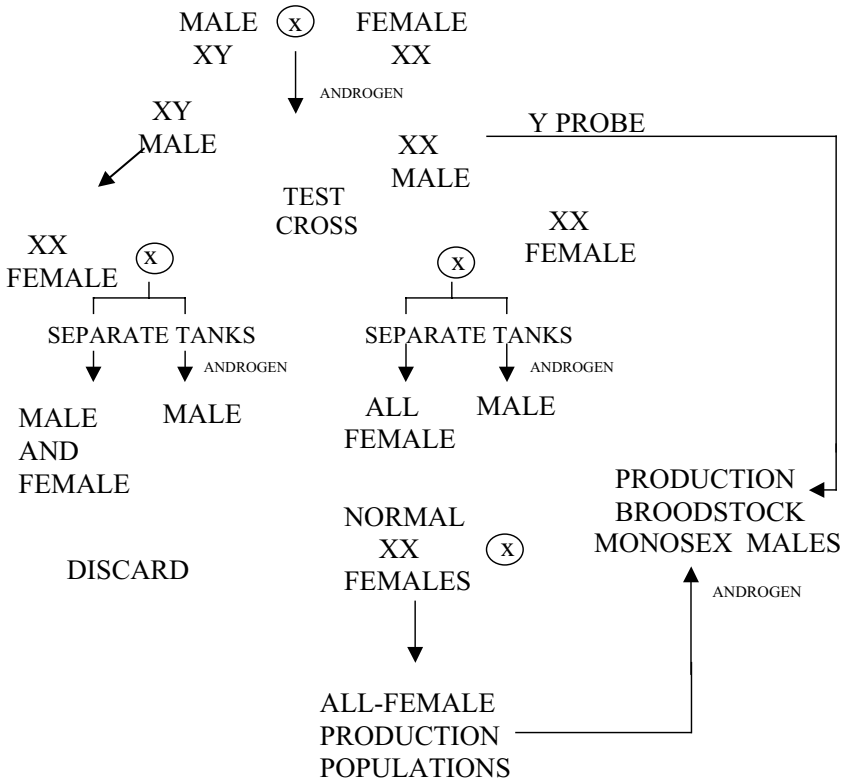 MALE x FEMALE
XY XX
ANDROGEN
XY
MALE
XX
MALE
Y PROBE
TEST
CROSS
XX
FEMALE
x
x
XX
FEMALE
SEPARATE TANKS
SEPARATE TANKS
ANDROGEN
ANDROGEN
MALE
AND
FEMALE
MALE
ALL
FEMALE
MALE
DISCARD
NORMAL
XX
FEMALES
x
PRODUCTION
BROODSTOCK
MONOSEX MALES
ANDROGEN
ALL-FEMALE
PRODUCTION
POPULATIONS